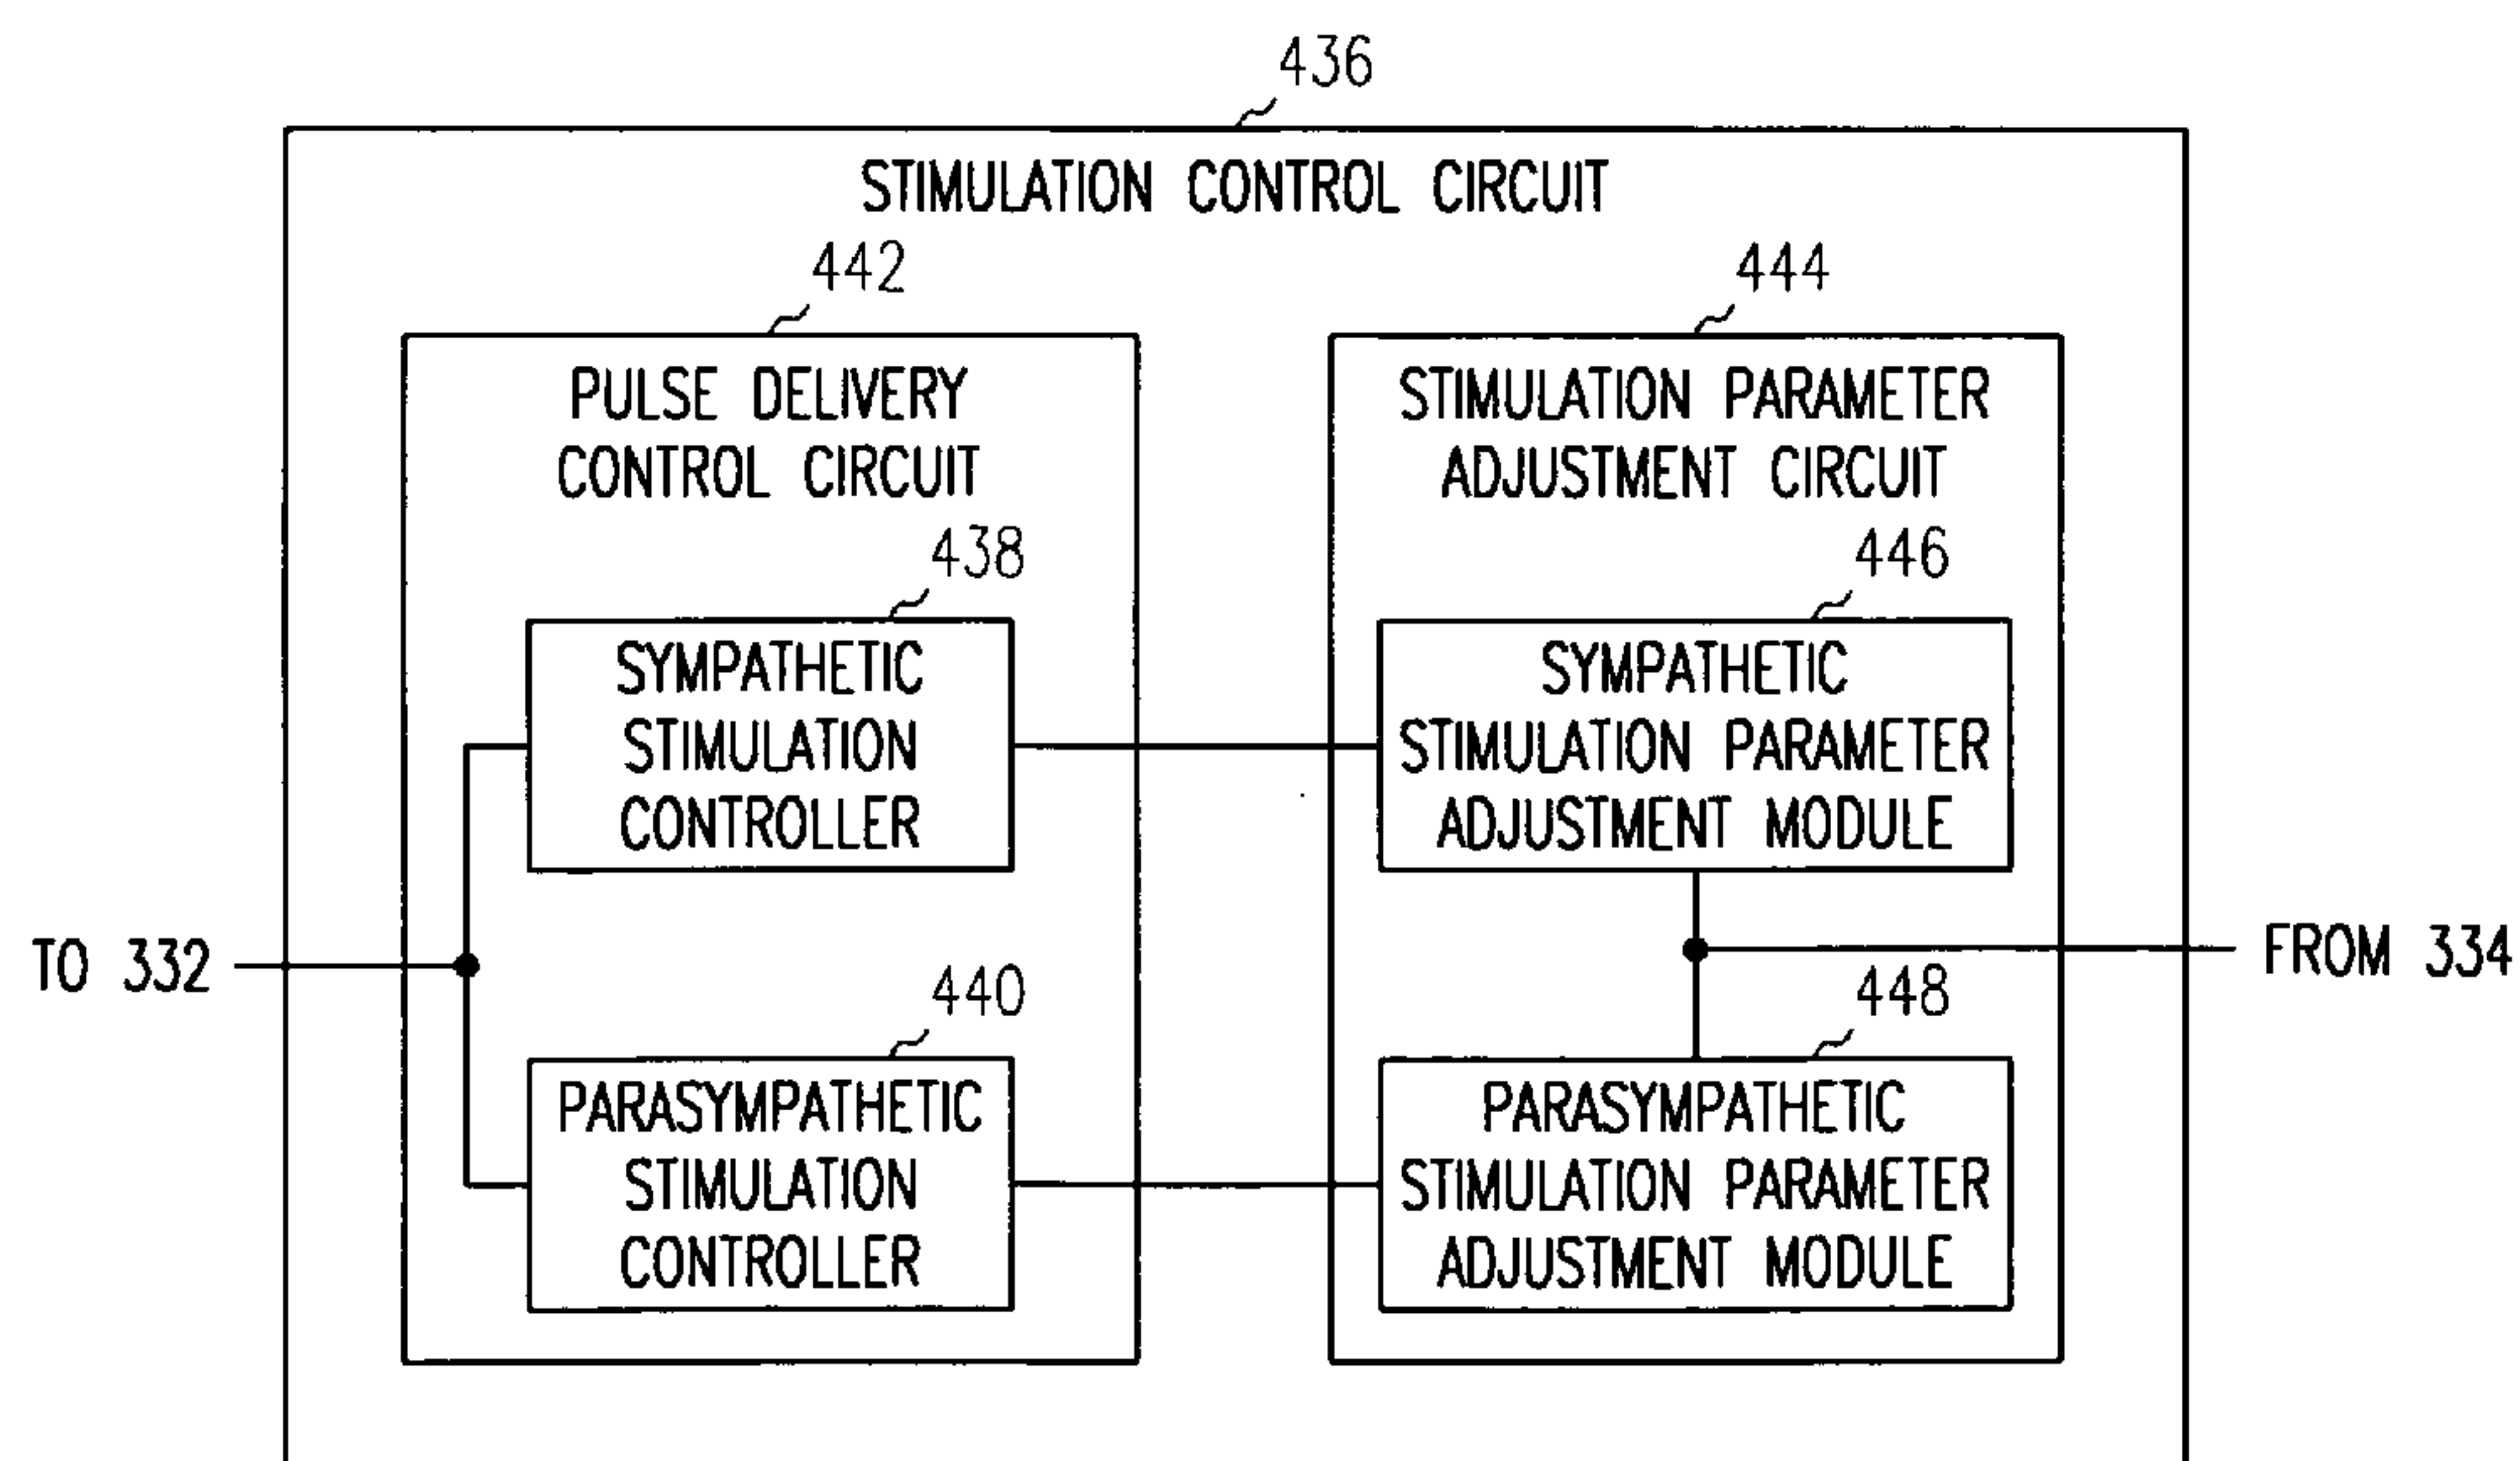 436
STIMULATION CONTROL CIRCUIT
442
PULSE DELIVERY
CONTROL CIRCUIT
438
SYMPATHETIC
STIMULATION
CONTROLLER
440
PARASYMPATHETIC
STIMULATION
CONTROLLER
TO 332
444
STIMULATION PARAMETER
ADJUSTMENT CIRCUIT
446
SYMPATHETIC
STIMULATION PARAMETER
ADJUSTMENT MODULE
448
PARASYMPATHETIC
STIMULATION PARAMETER
ADJUSTMENT MODULE
FROM 334